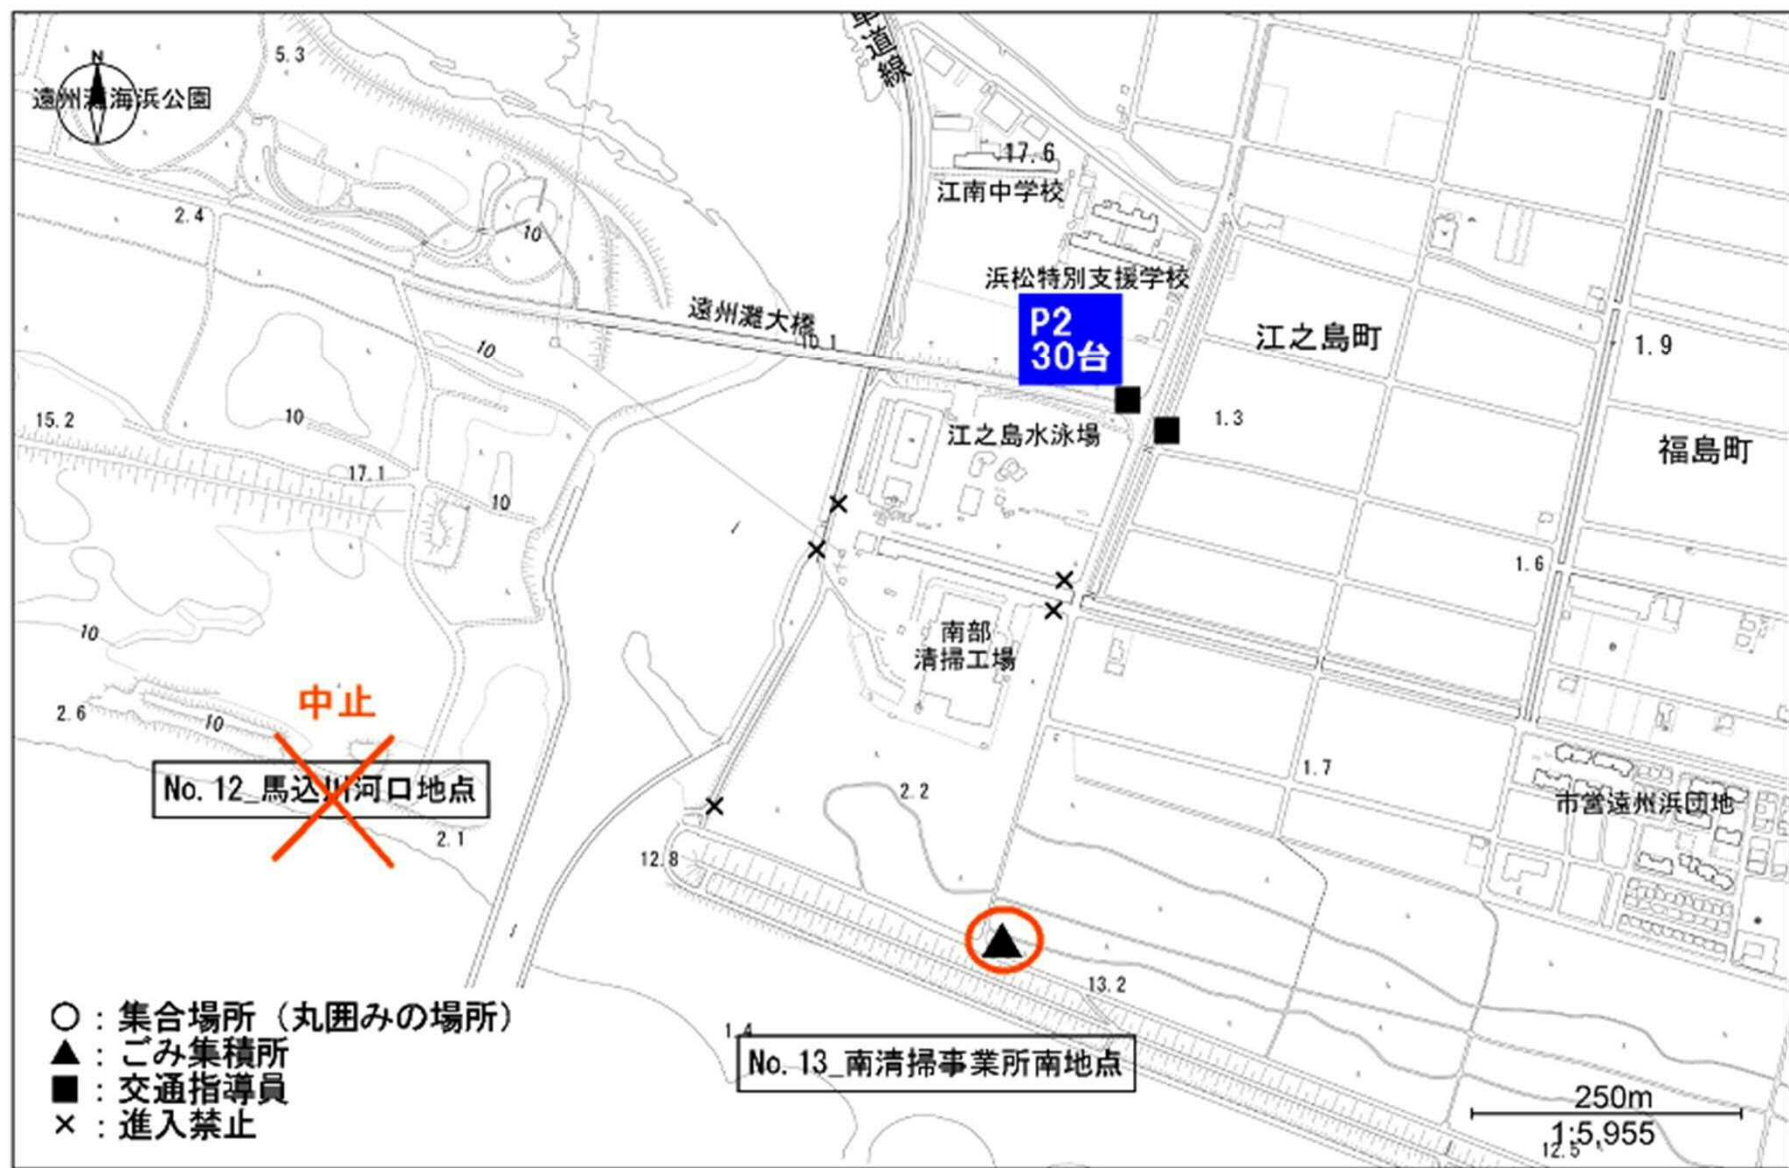 N
遠州灘海浜公園
5.3
車道線
17.6
江南中学校
2.4
10
浜松特別支援学校
遠州灘大橋
10.1
P2
30台
江之島町
1.9
10
10
15.2
17.1
10
江之島水泳場
1.3
福島町
1.6
10
南部
清掃工場
中止
2.6
10
No.12_馬込川河口地点
2.1
2.2
1.7
市営遠州浜団地
12.8
13.2
1.4
No.13_南清掃事業所南地点
○：集合場所（丸囲みの場所）
▲：ごみ集積所
■：交通指導員
×：進入禁止
250m
1:5,955
12.5